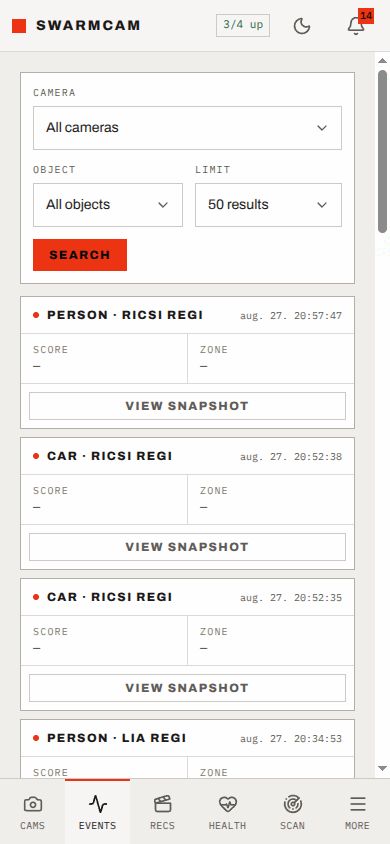 SWARMCAM
3/4 up
14
CAMERA
All cameras
OBJECT
LIMIT
All objects
50 results
SEARCH
PERSON · RICSI REGI
aug. 27. 20:57:47
SCORE
ZONE
—
—
VIEW SNAPSHOT
CAR · RICSI REGI
aug. 27. 20:52:38
SCORE
ZONE
—
—
VIEW SNAPSHOT
CAR · RICSI REGI
aug. 27. 20:52:35
SCORE
ZONE
—
—
VIEW SNAPSHOT
PERSON · LIA REGI
aug. 27. 20:34:53
SCORE
ZONE
CAMS
EVENTS
RECS
HEALTH
SCAN
MORE